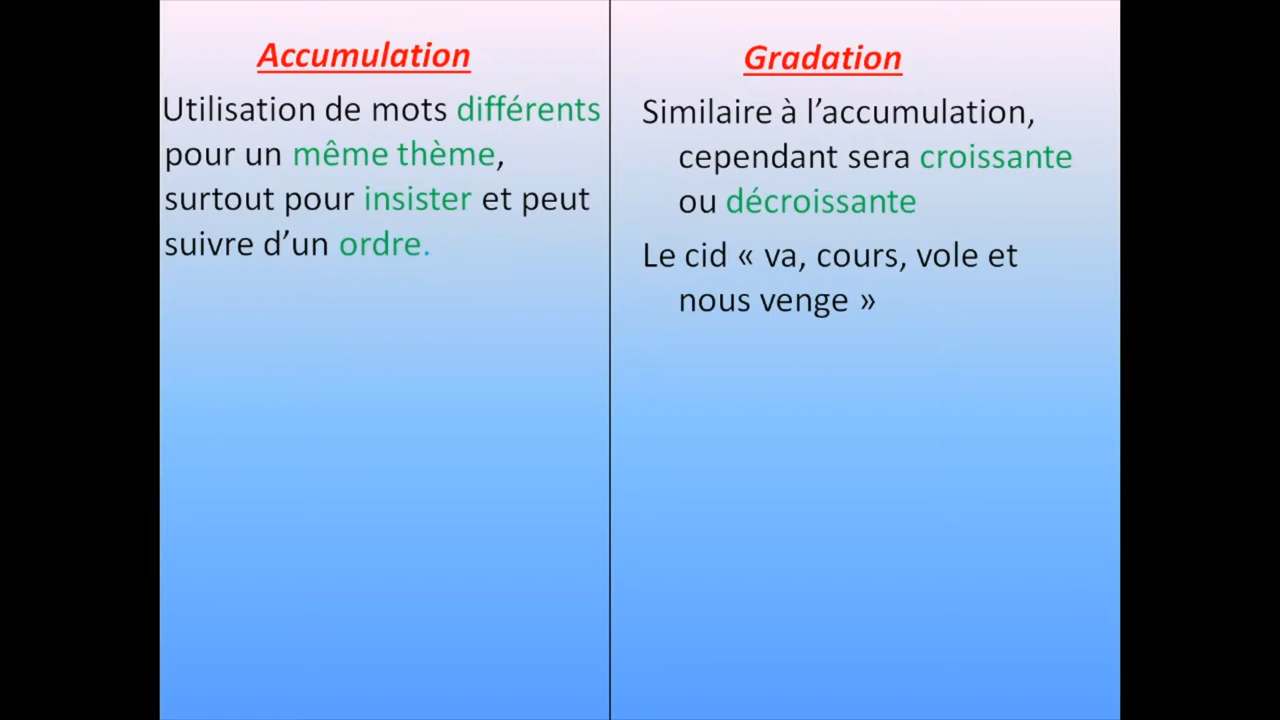 Accumulation
Utilisation de mots différents
pour un même thème,
surtout pour insister et peut
suivre d’un ordre.
Gradation
Similaire à l’accumulation,
cependant sera croissante
ou décroissante
Le cid « va, cours, vole et
nous venge »